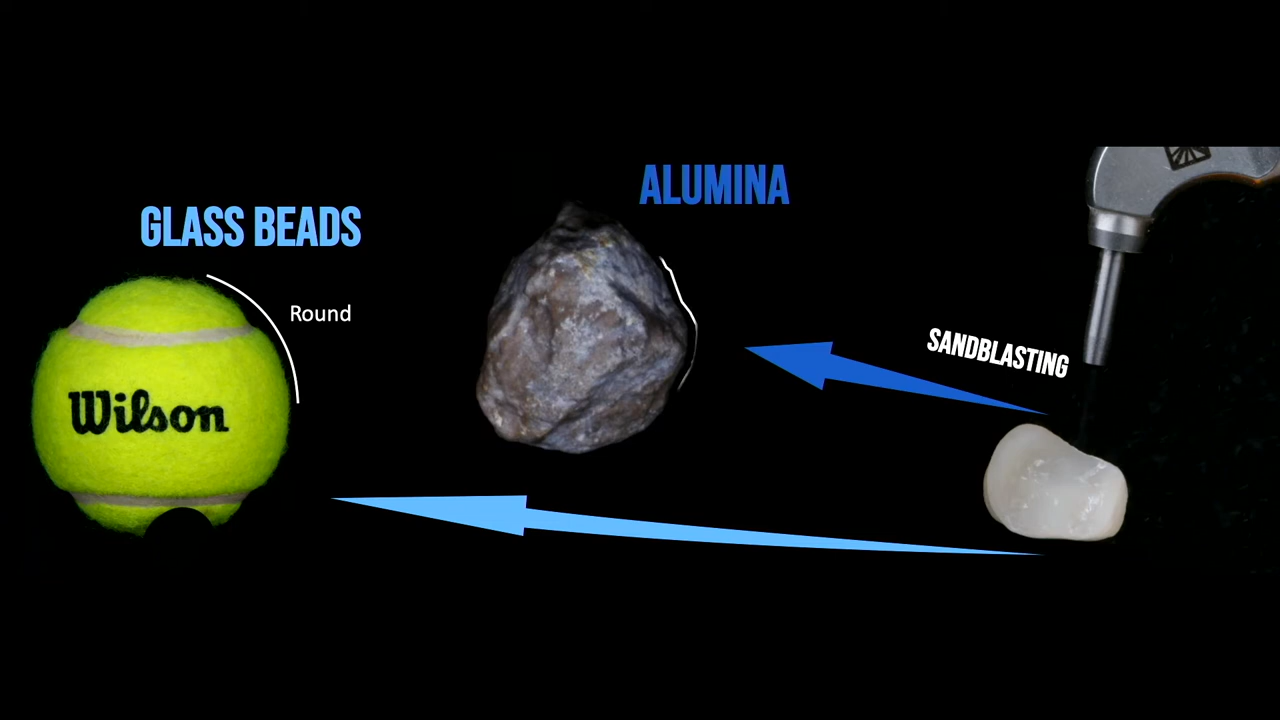 GLASS BEADS
Round
Wilson
ALUMINA
SANDBLASTING